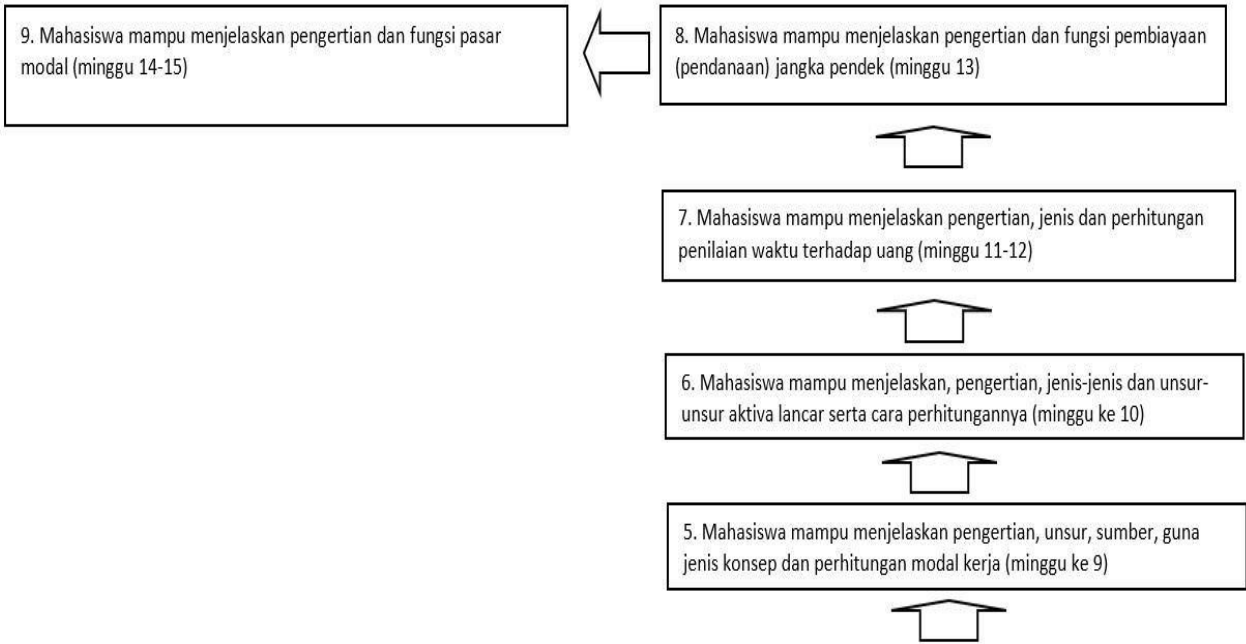 9. Mahasiswa mampu menjelaskan pengertian dan fungsi pasar
modal (minggu 14-15)
8. Mahasiswa mampu menjelaskan pengertian dan fungsi pembiayaan
(pendanaan) jangka pendek (minggu 13)
7. Mahasiswa mampu menjelaskan pengertian, jenis dan perhitungan
penilaian waktu terhadap uang (minggu 11-12)
6. Mahasiswa mampu menjelaskan, pengertian, jenis-jenis dan unsur-
unsur aktiva lancar serta cara perhitungannya (minggu ke 10)
5. Mahasiswa mampu menjelaskan pengertian, unsur, sumber, guna
jenis konsep dan perhitungan modal kerja (minggu ke 9)